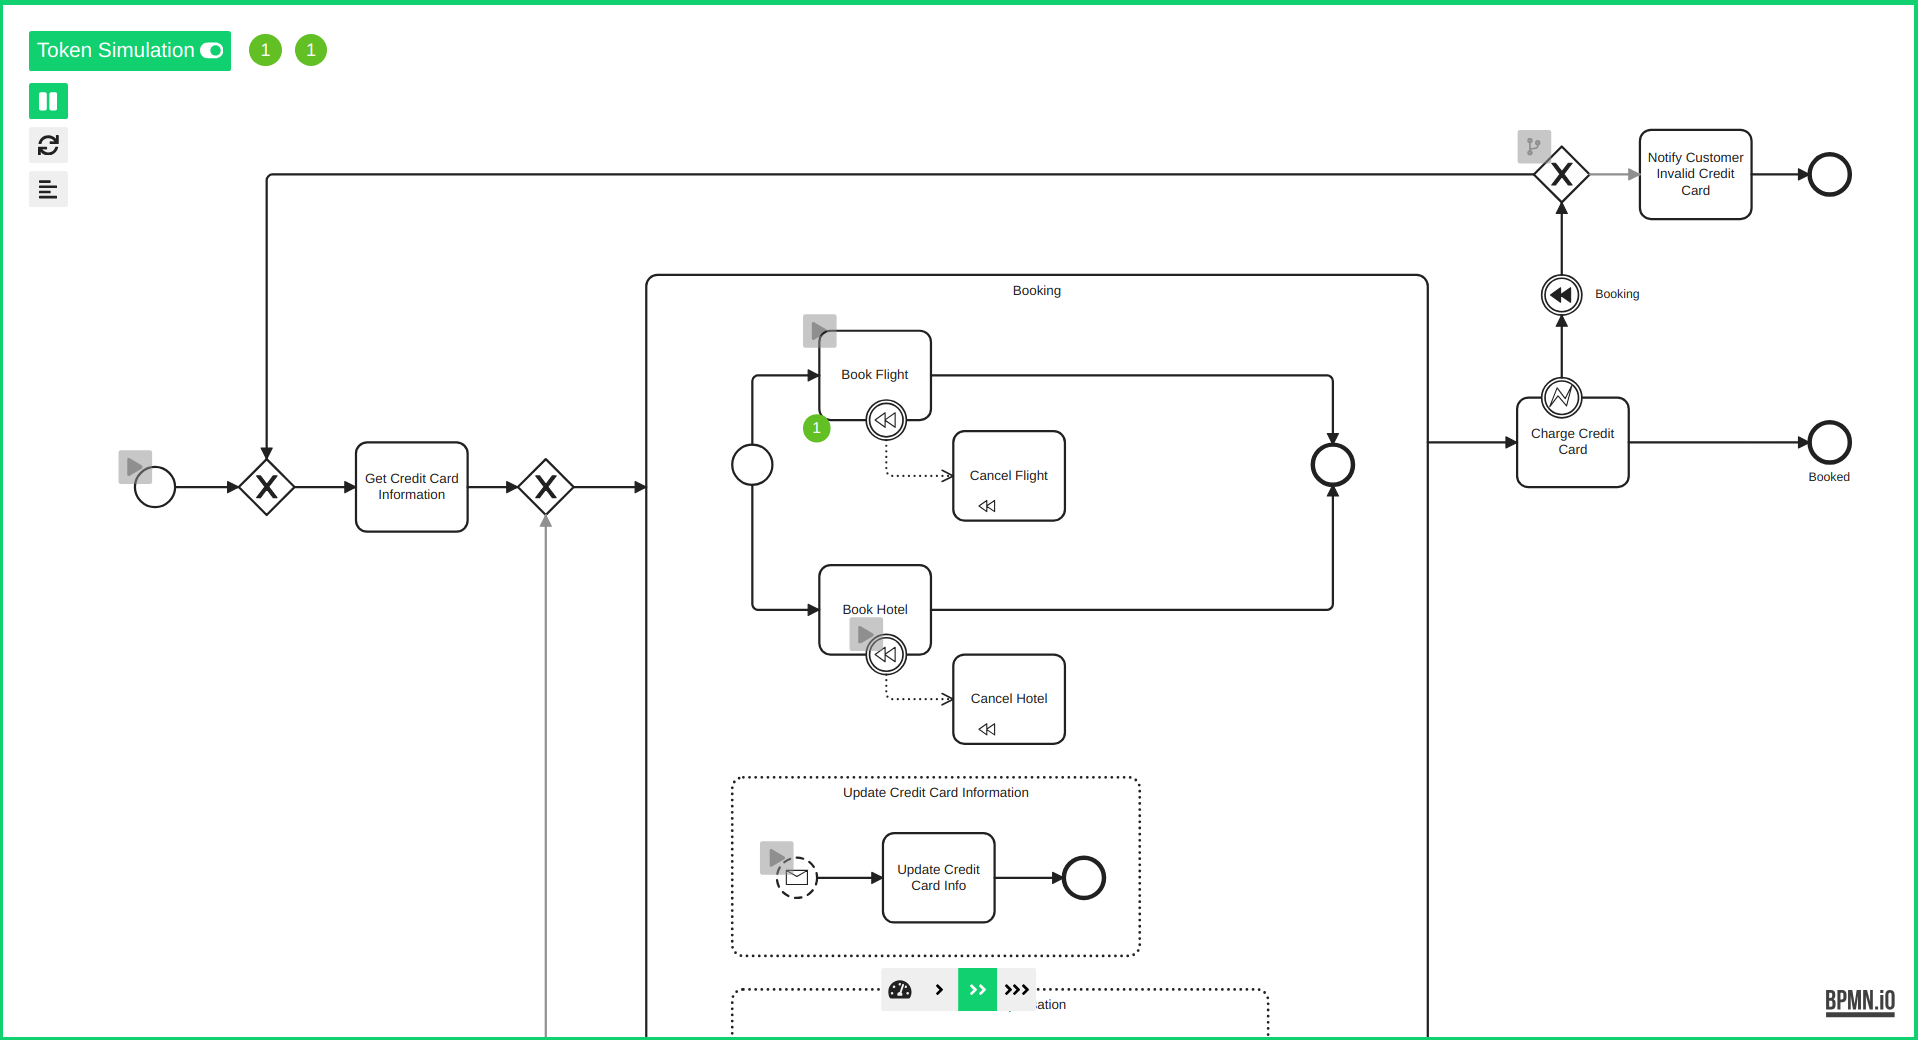 Token Simulation
1
1
Notify Customer
Invalid Credit
Card
Booking
Booking
Book Flight
1
Cancel Flight
Get Credit Card
Information
Charge Credit
Card
Booked
Book Hotel
Cancel Hotel
Update Credit Card Information
Update Credit
Card Info
BPMN.iO